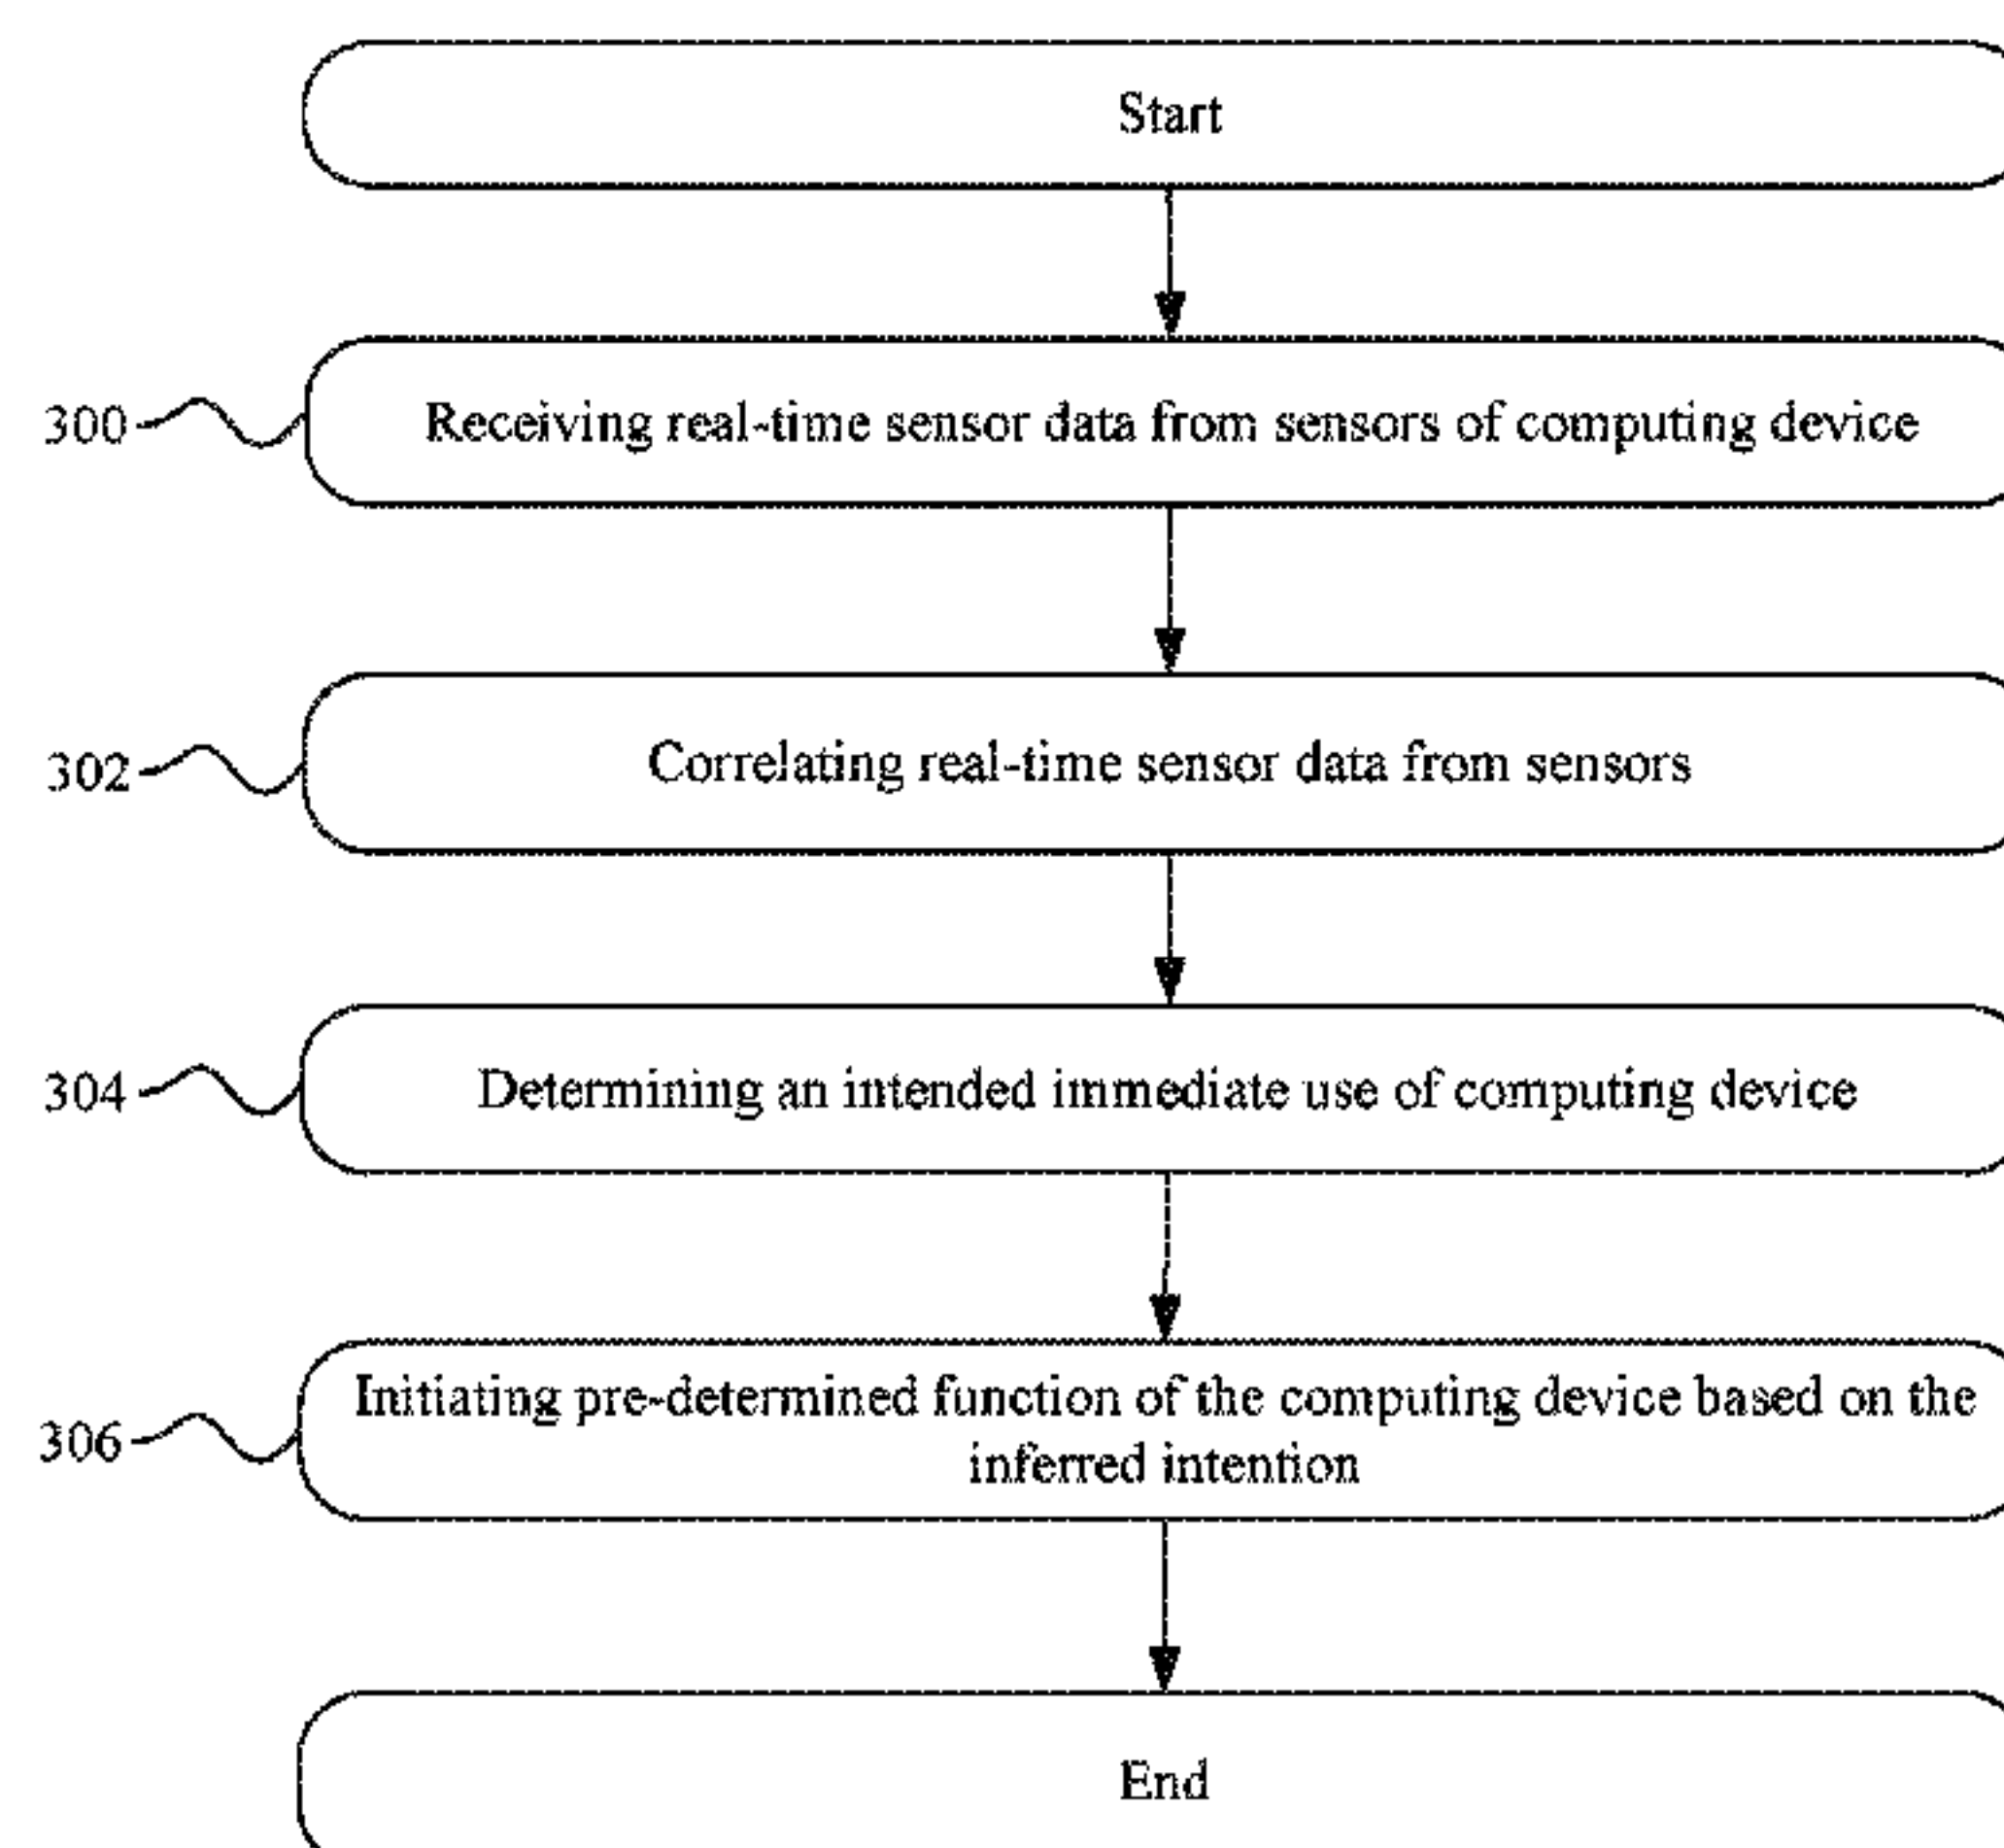 Start
300
Receiving real-time sensor data from sensors of computing device
302
Correlating real-time sensor data from sensors
304
Determining an intended immediate use of computing device
306
Initiating pre-determined function of the computing device based on the
inferred intention
End